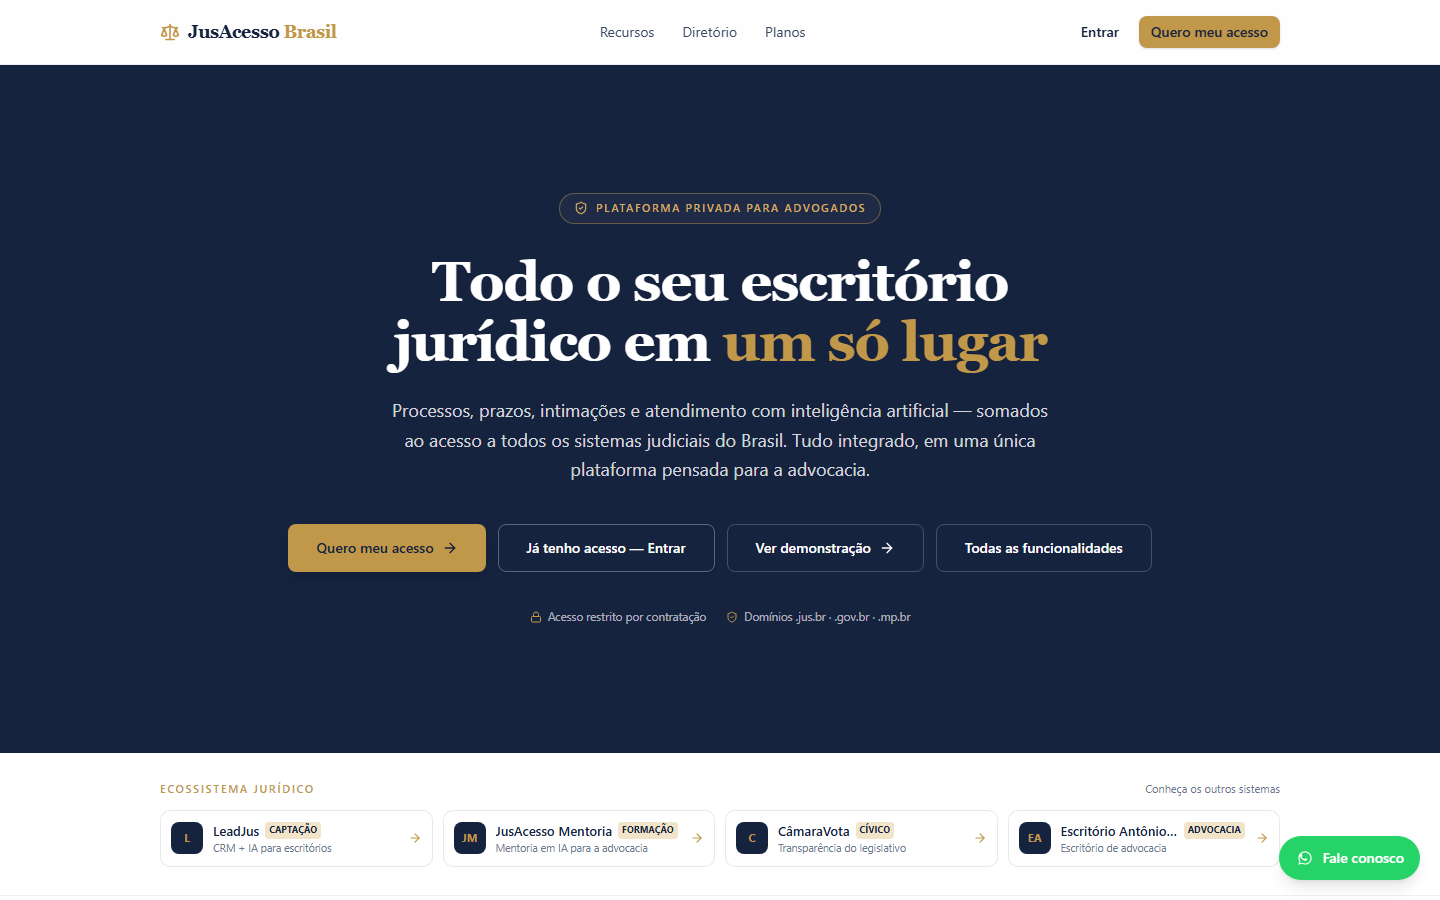 JusAcesso Brasil
Recursos
Diretório
Planos
Entrar
Quero meu acesso
PLATAFORMA PRIVADA PARA ADVOGADOS
Todo o seu escritório
jurídico em um só lugar
Processos, prazos, intimações e atendimento com inteligência artificial — somados
ao acesso a todos os sistemas judiciais do Brasil. Tudo integrado, em uma única
plataforma pensada para a advocacia.
Quero meu acesso
Já tenho acesso — Entrar
Ver demonstração
Todas as funcionalidades
Acesso restrito por contratação
Domínios .jus.br · .gov.br · .mp.br
ECOSSISTEMA JURÍDICO
Conheça os outros sistemas
L
LeadJus CAPTAÇÃO
CRM + IA para escritórios
JM
JusAcesso Mentoria FORMAÇÃO
Mentoria em IA para a advocacia
C
CâmaraVota CÍVICO
Transparência do legislativo
EA
Escritório Antônio... ADVOCACIA
Escritório de advocacia
Fale conosco